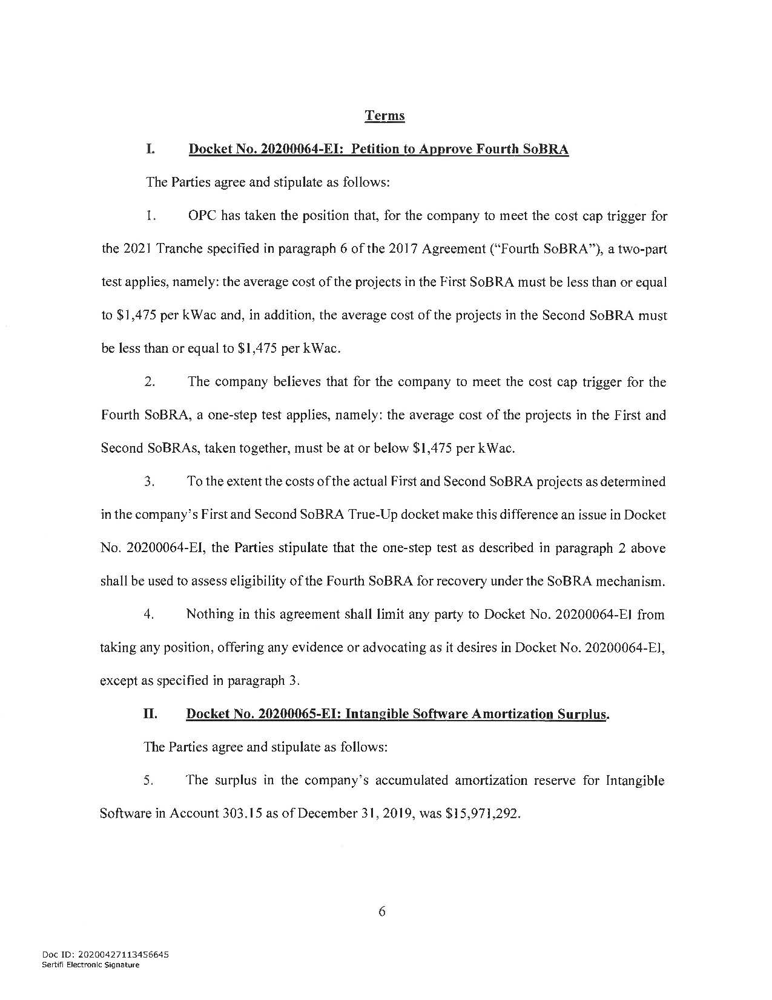 Terms
I. Docket No. 20200064-EI: Petition to Approve Fourth SoBRA
The Parties agree and stipulate as follows:
1. OPC has taken the position that, for the company to meet the cost cap trigger for
the 2021 Tranche specified in paragraph 6 of the 2017 Agreement (“Fourth SoBRA”), a two-part
test applies, namely: the average cost of the projects in the First SoBRA must be less than or equal
to $1,475 per kWac and, in addition, the average cost of the projects in the Second SoBRA must
be less than or equal to $1,475 per kWac.
2. The company believes that for the company to meet the cost cap trigger for the
Fourth SoBRA, a one-step test applies, namely: the average cost of the projects in the First and
Second SoBRAs, taken together, must be at or below $1,475 per kWac.
3. To the extent the costs of the actual First and Second SoBRA projects as determined
in the company’s First and Second SoBRA True-Up docket make this difference an issue in Docket
No. 20200064-EI, the Parties stipulate that the one-step test as described in paragraph 2 above
shall be used to assess eligibility of the Fourth SoBRA for recovery under the SoBRA mechanism.
4. Nothing in this agreement shall limit any party to Docket No. 20200064-EI from
taking any position, offering any evidence or advocating as it desires in Docket No. 20200064-EI,
except as specified in paragraph 3.
II. Docket No. 20200065-EI: Intangible Software Amortization Surplus.
The Parties agree and stipulate as follows:
5. The surplus in the company’s accumulated amortization reserve for Intangible
Software in Account 303.15 as of December 31, 2019, was $15,971,292.
6
Doc ID: 20200427113456645
Sertifi Electronic Signature